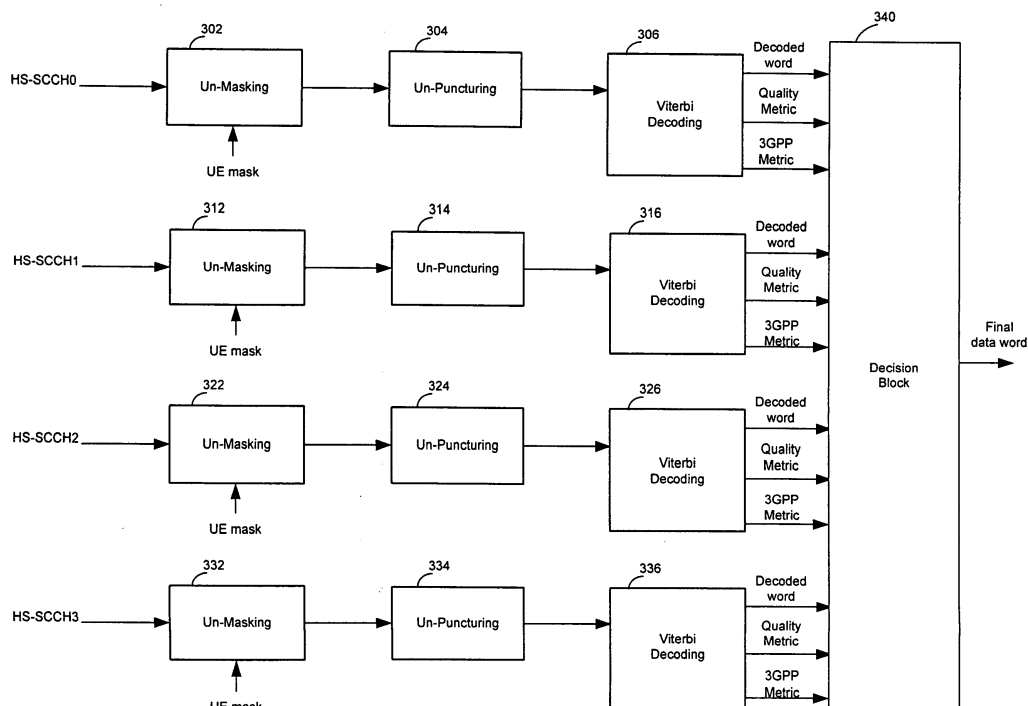 302
304
306
340
HS-SCCH0
Un-Masking
Un-Puncturing
Viterbi
Decoding
Decoded
word
Quality
Metric
3GPP
Metric
UE mask
312
314
316
HS-SCCH1
Un-Masking
Un-Puncturing
Viterbi
Decoding
Decoded
word
Quality
Metric
3GPP
Metric
UE mask
Decision
Block
Final
data word
322
324
326
HS-SCCH2
Un-Masking
Un-Puncturing
Viterbi
Decoding
Decoded
word
Quality
Metric
3GPP
Metric
UE mask
332
334
336
HS-SCCH3
Un-Masking
Un-Puncturing
Viterbi
Decoding
Decoded
word
Quality
Metric
3GPP
Metric
UE mask